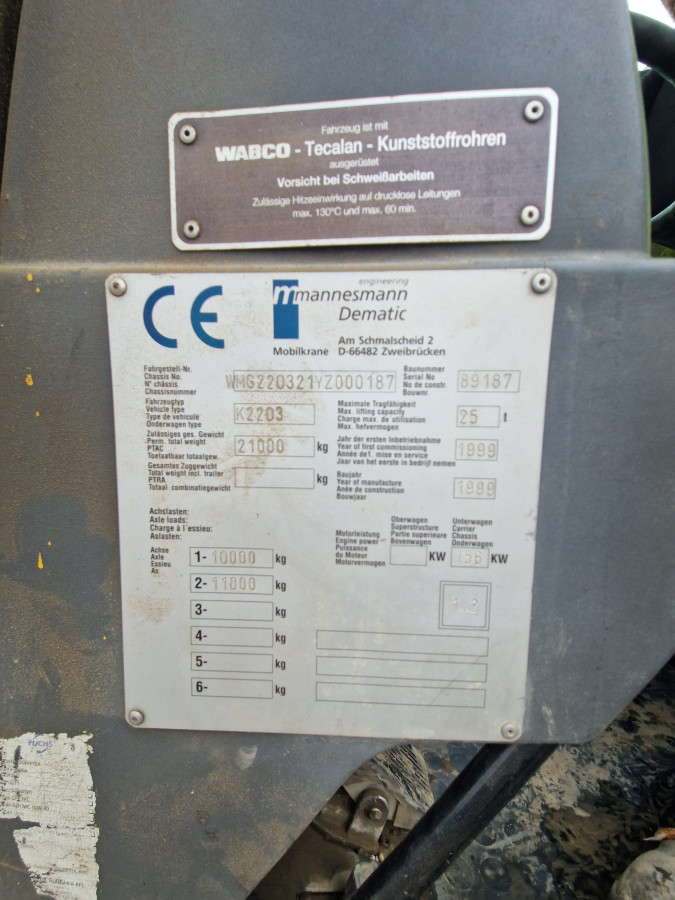 Fahrzeug ist mit
WABCO - Tecalan - Kunststoffrohren
ausgerüstet
Vorsicht bei Schweißarbeiten
Zulässige Hitzeeinwirkung auf drucklose Leitungen
max. 130°C und max. 60 min.
CE
engineering
mannesmann
Dematic
Mobilkrane
Am Schmalscheid 2
D-66482 Zweibrücken
Fahrgestell-Nr.
Chassis No.
N° châssis
Chassisnummer
WMG220321YZ000187
Baunummer
Serial No
No de constr.
Bouwnr.
89187
Fahrzeugtyp
Vehicle type
Type de vehiculé
Onderwagen type
K2203
Maximale Tragfähigkeit
Max. lifting capacity
Charge max. de utilisation
Max. hefvermogen
25 t
Zulässiges ges. Gewicht
Perm. total weight
PTAC
Toelaatbaar totaalgew.
21000 kg
Jahr der ersten Inbetriebnahme
Year of first commissioning
Année de1. mise en service
Jaar van het eerste in bedrijf nemen
1999
Gesamtes Zuggewicht
Total weight incl. trailer
PTRA
Totaal combinatiegewicht
kg
Baujahr
Year of manufacture
Anée de construction
Bouwjaar
1999
Achslasten:
Axle loads:
Charge à l'essieu:
Aslasten:
Achse
Axle
Essieu
As
1- 10000 kg
2- 11000 kg
3- kg
4- kg
5- kg
6- kg
Motorleistung
Engine power
Puissance
du Moteur
Motorvermogen
Oberwagen
Superstructure
Partie superieure
Bovenwagen
KW
Unterwagen
Carrier
Chassis
Onderwagen
KW
1.2
FUCHS